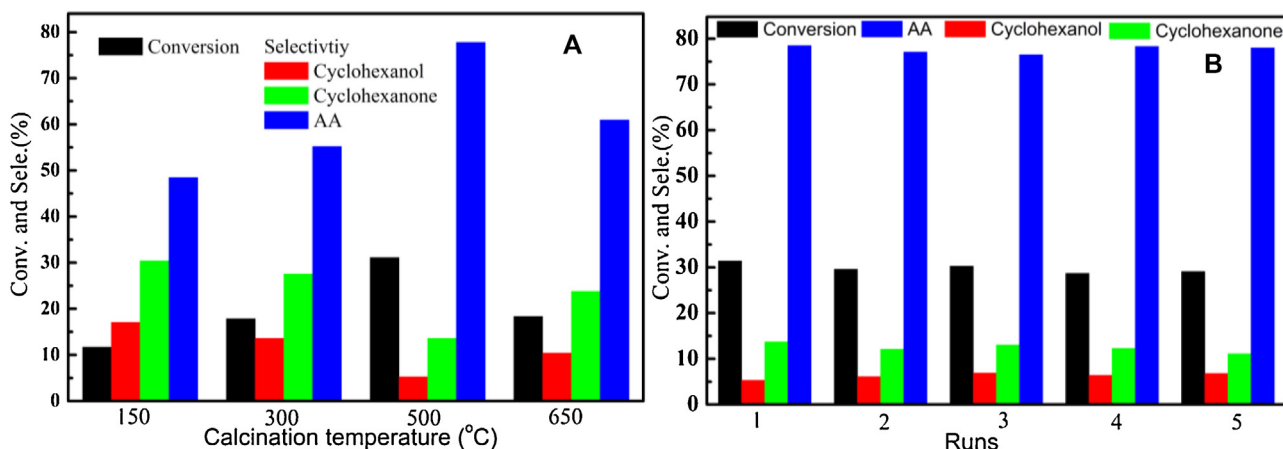 A
Conversion
Selectivtiy
Cyclohexanol
Cyclohexanone
AA
Conv. and Sele.(%)
80
70
60
50
40
30
20
10
0
150 300 500 650
Calcination temperature (°C)
Conversion AA Cyclohexanol Cyclohexanone
B
Conv. and Sele.(%)
80
70
60
50
40
30
20
10
0
1 2 3 4 5
Runs